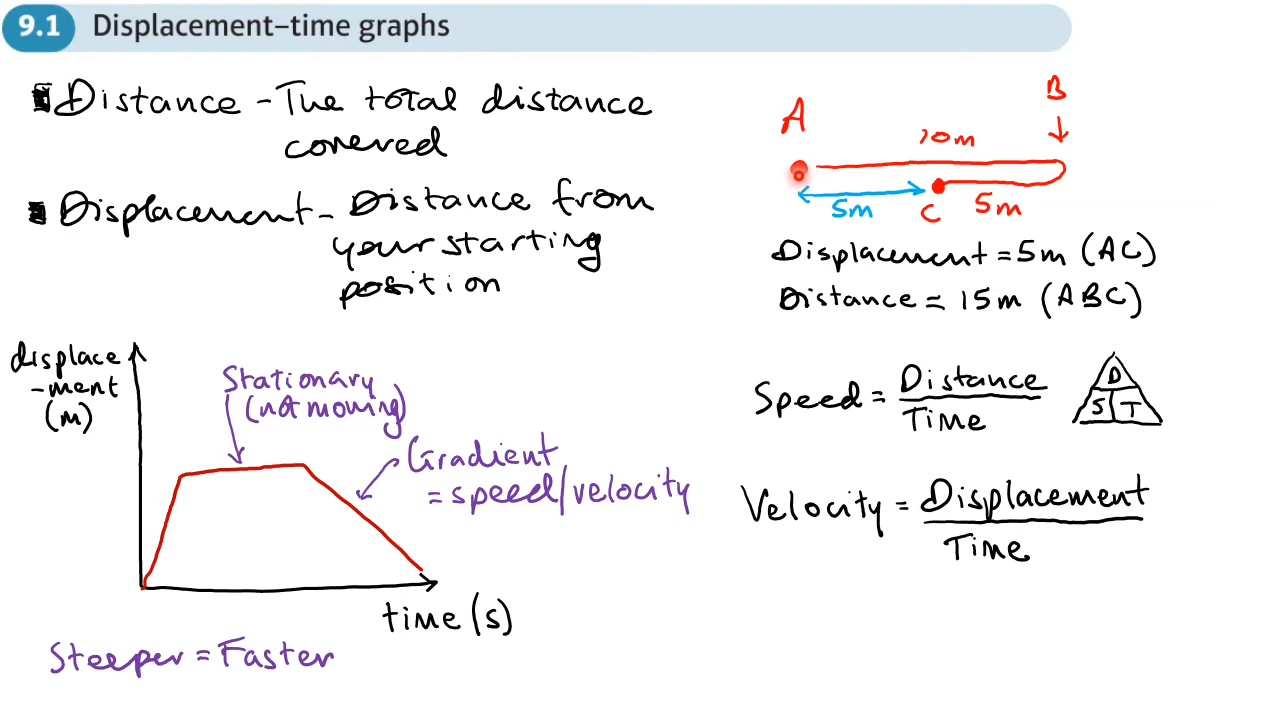 9.1 Displacement–time graphs
Distance - The total distance
covered
Displacement - Distance from
your starting
position
A
B
10m
5m
C
5m
Displacement = 5m (AC)
Distance = 15m (ABC)
displace
-ment
(m)
Stationary
(not moving)
Gradient
= speed/velocity
time (s)
Steeper = Faster
Speed = Distance
Time
D
S T
Velocity = Displacement
Time